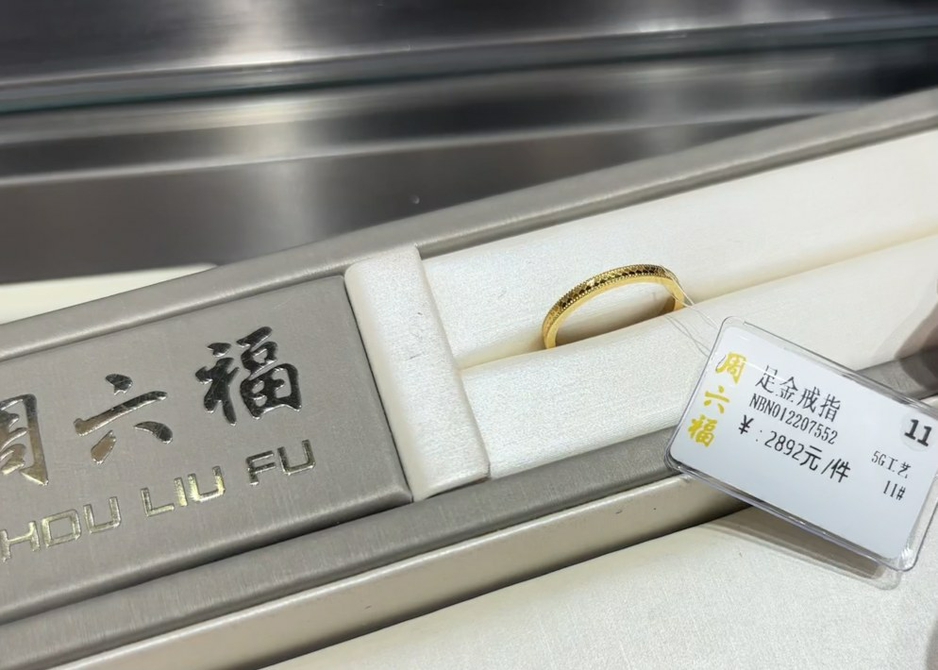 周六福
HOU LIU FU
周六福
足金戒指
NBN012207552
¥:2892元/件
11
5G工艺
11#